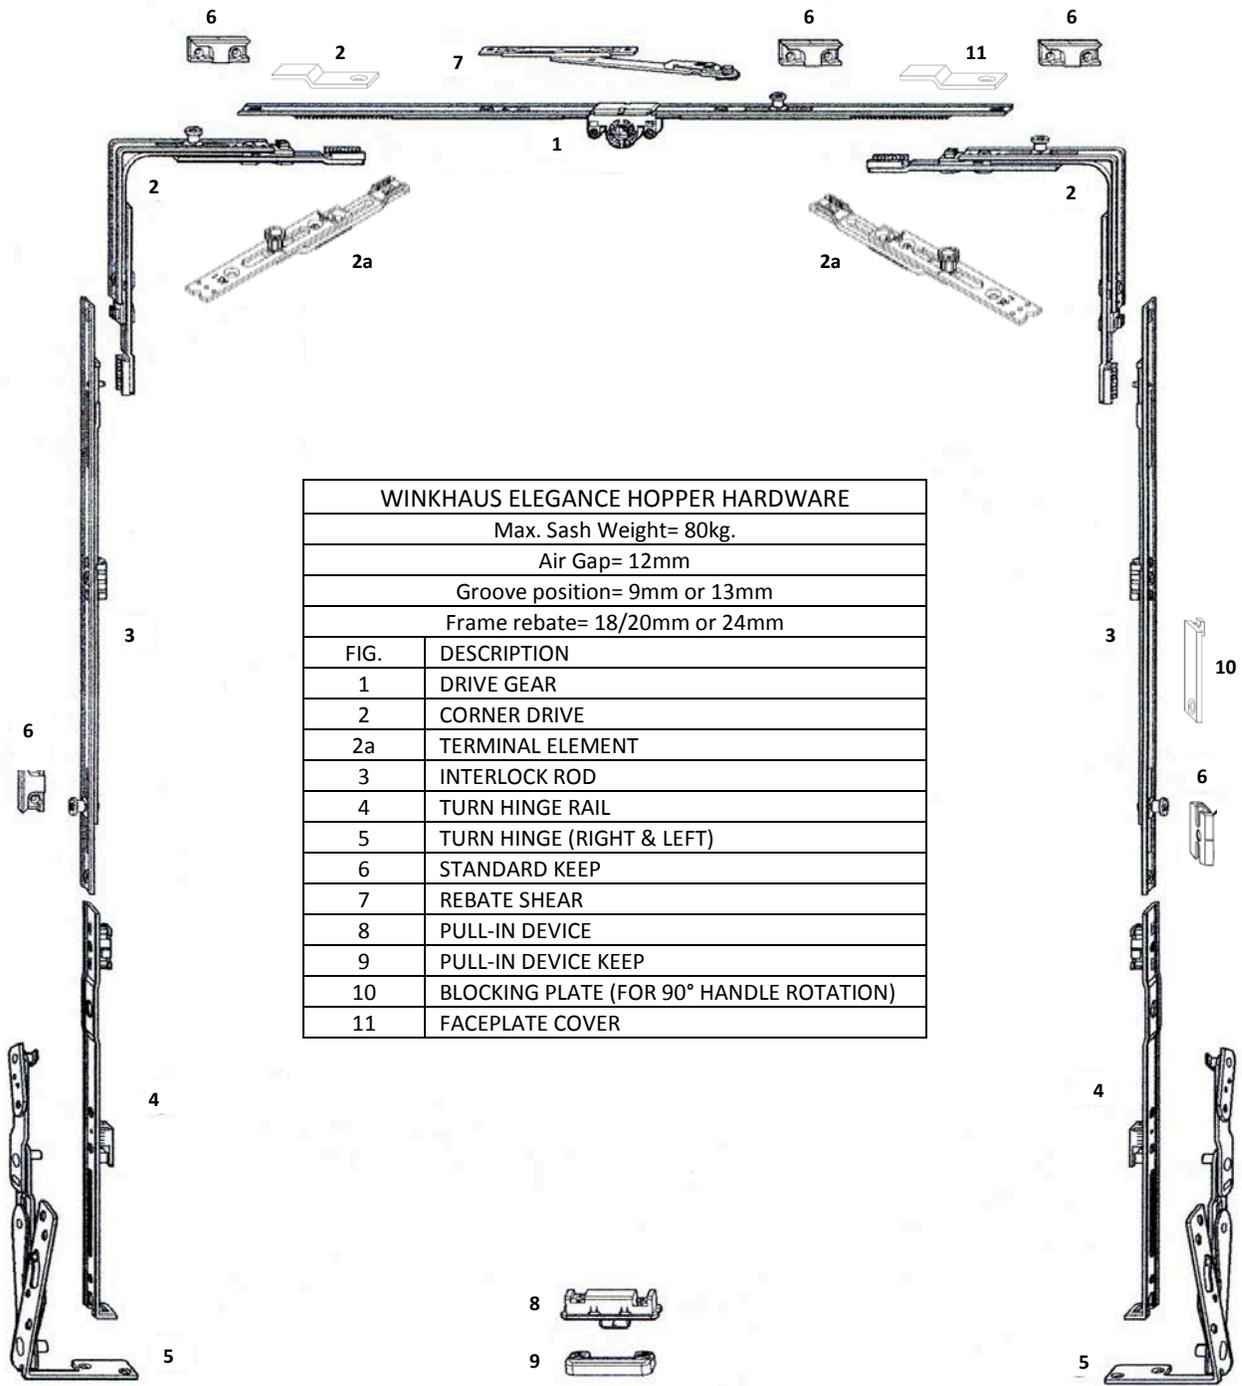 6
6
6
2
7
11
1
2
2
2a
2a
WINKHAUS ELEGANCE HOPPER HARDWARE
Max. Sash Weight= 80kg.
Air Gap= 12mm
Groove position= 9mm or 13mm
Frame rebate= 18/20mm or 24mm
FIG. DESCRIPTION
1 DRIVE GEAR
2 CORNER DRIVE
2a TERMINAL ELEMENT
3 INTERLOCK ROD
4 TURN HINGE RAIL
5 TURN HINGE (RIGHT & LEFT)
6 STANDARD KEEP
7 REBATE SHEAR
8 PULL-IN DEVICE
9 PULL-IN DEVICE KEEP
10 BLOCKING PLATE (FOR 90° HANDLE ROTATION)
11 FACEPLATE COVER
3
3
10
6
6
4
4
8
5
9
5